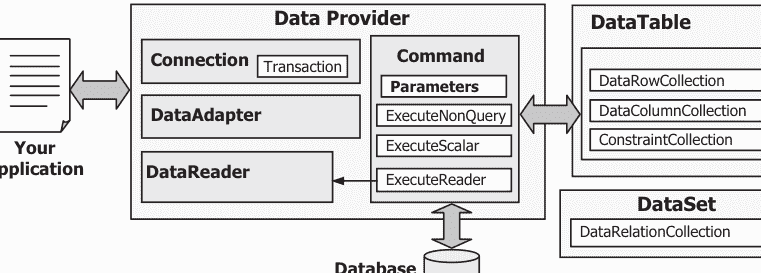 Data Provider
Connection
Transaction
DataAdapter
DataReader
Command
Parameters
ExecuteNonQuery
ExecuteScalar
ExecuteReader
Your
pplication
Database
DataTable
DataRowCollection
DataColumnCollection
ConstraintCollection
DataSet
DataRelationCollection